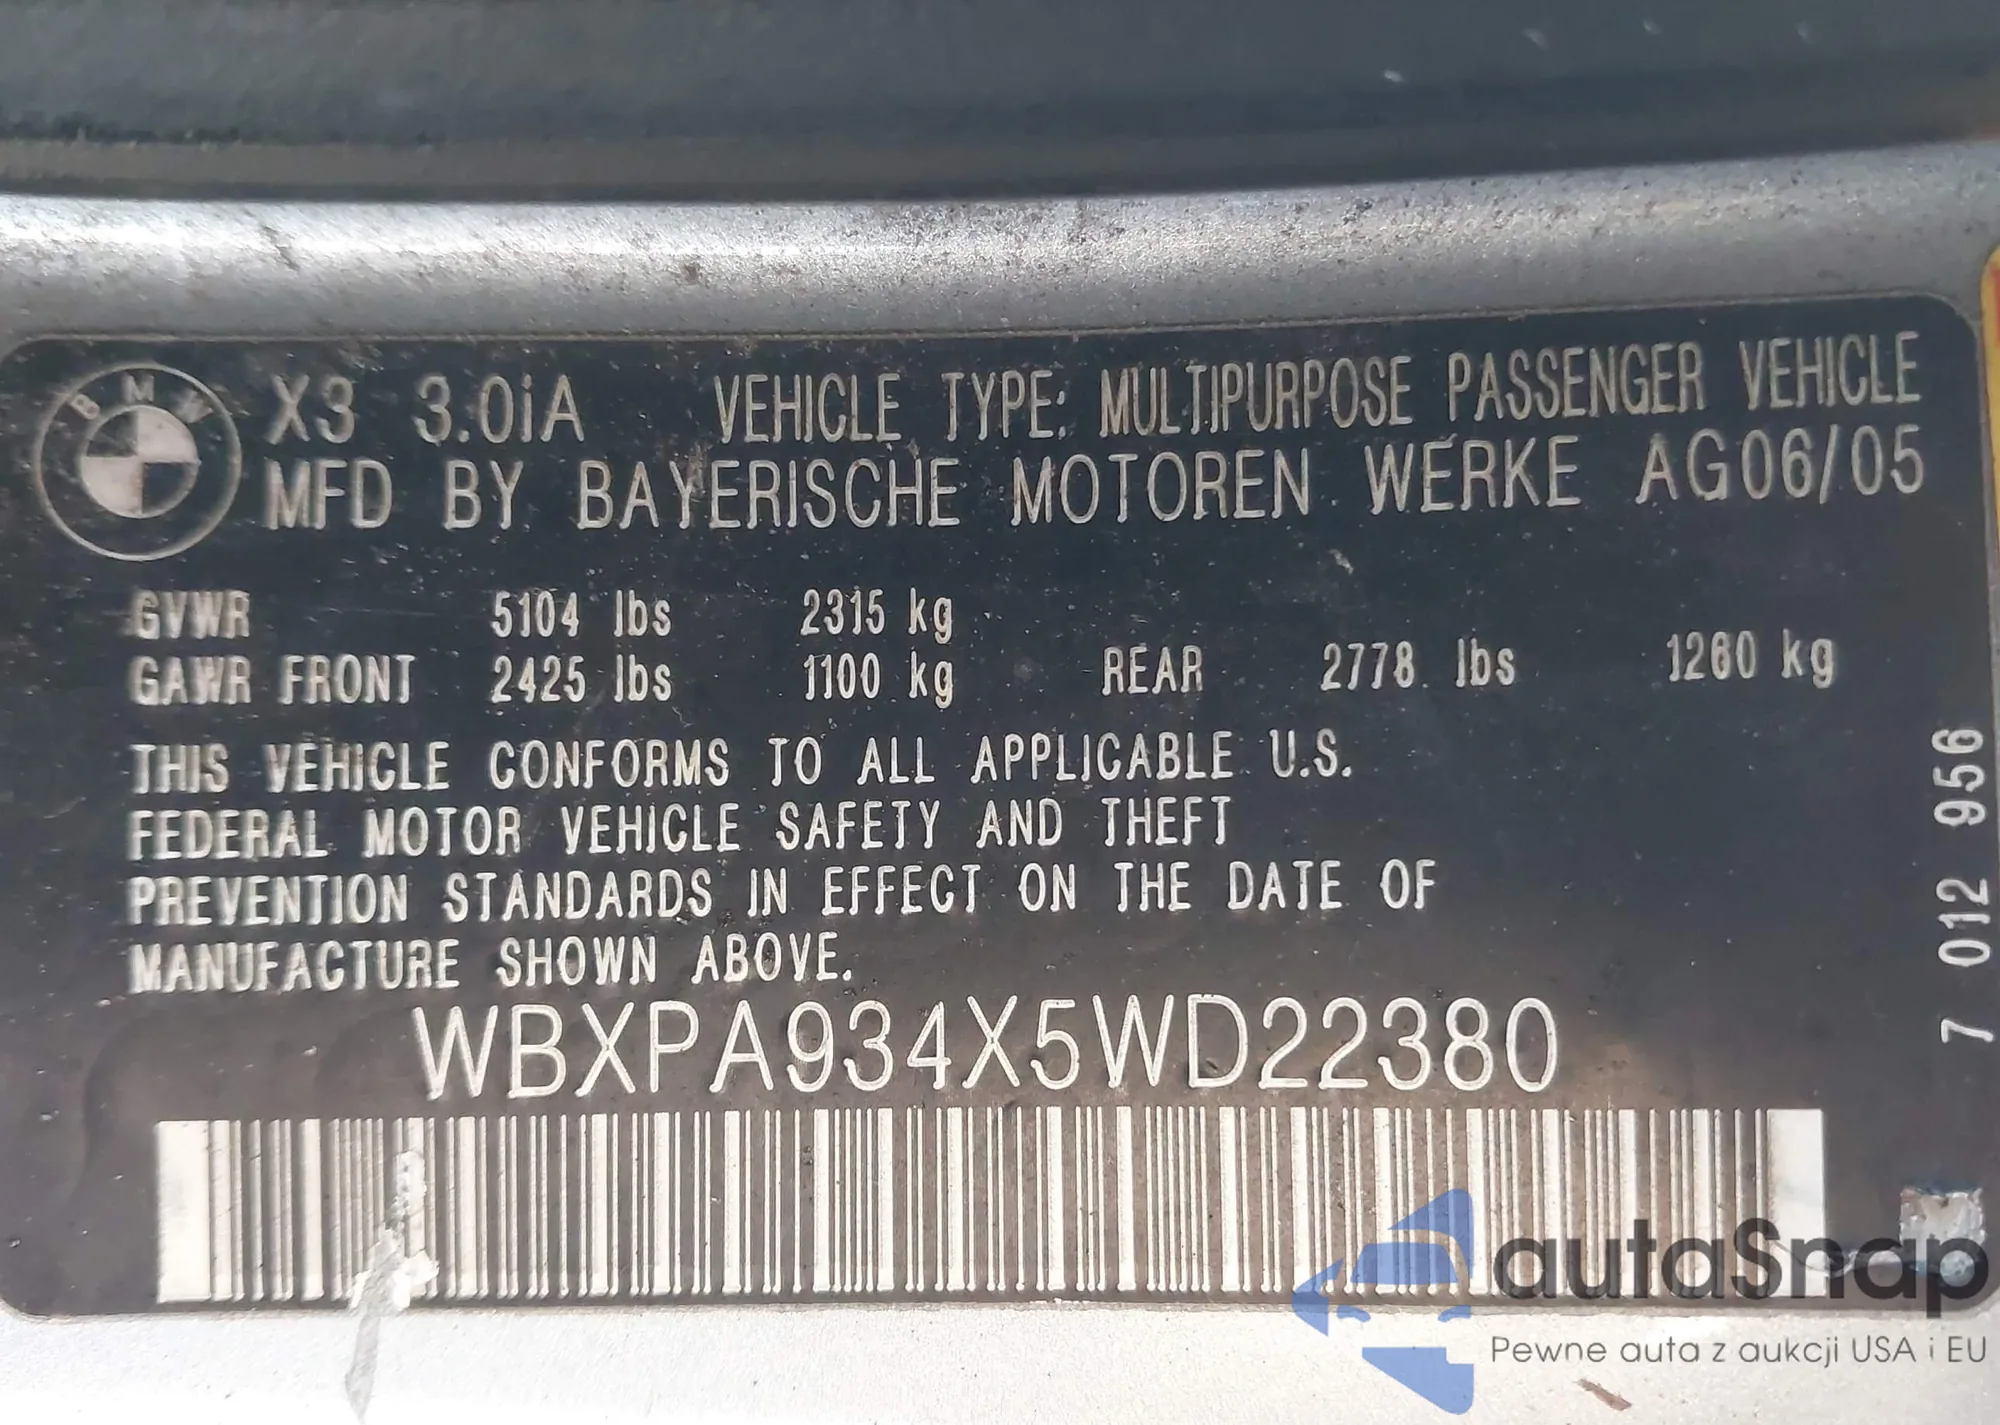 BMW
X3 3.0iA VEHICLE TYPE: MULTIPURPOSE PASSENGER VEHICLE
MFD BY BAYERISCHE MOTOREN WERKE AG06/05
GVWR 5104 lbs 2315 kg
GAWR FRONT 2425 lbs 1100 kg REAR 2778 lbs 1260 kg
THIS VEHICLE CONFORMS TO ALL APPLICABLE U.S.
FEDERAL MOTOR VEHICLE SAFETY AND THEFT
PREVENTION STANDARDS IN EFFECT ON THE DATE OF
MANUFACTURE SHOWN ABOVE.
WBXPA934X5WD22380
7 012 956
autaSnap
Pewne auta z aukcji USA i EU